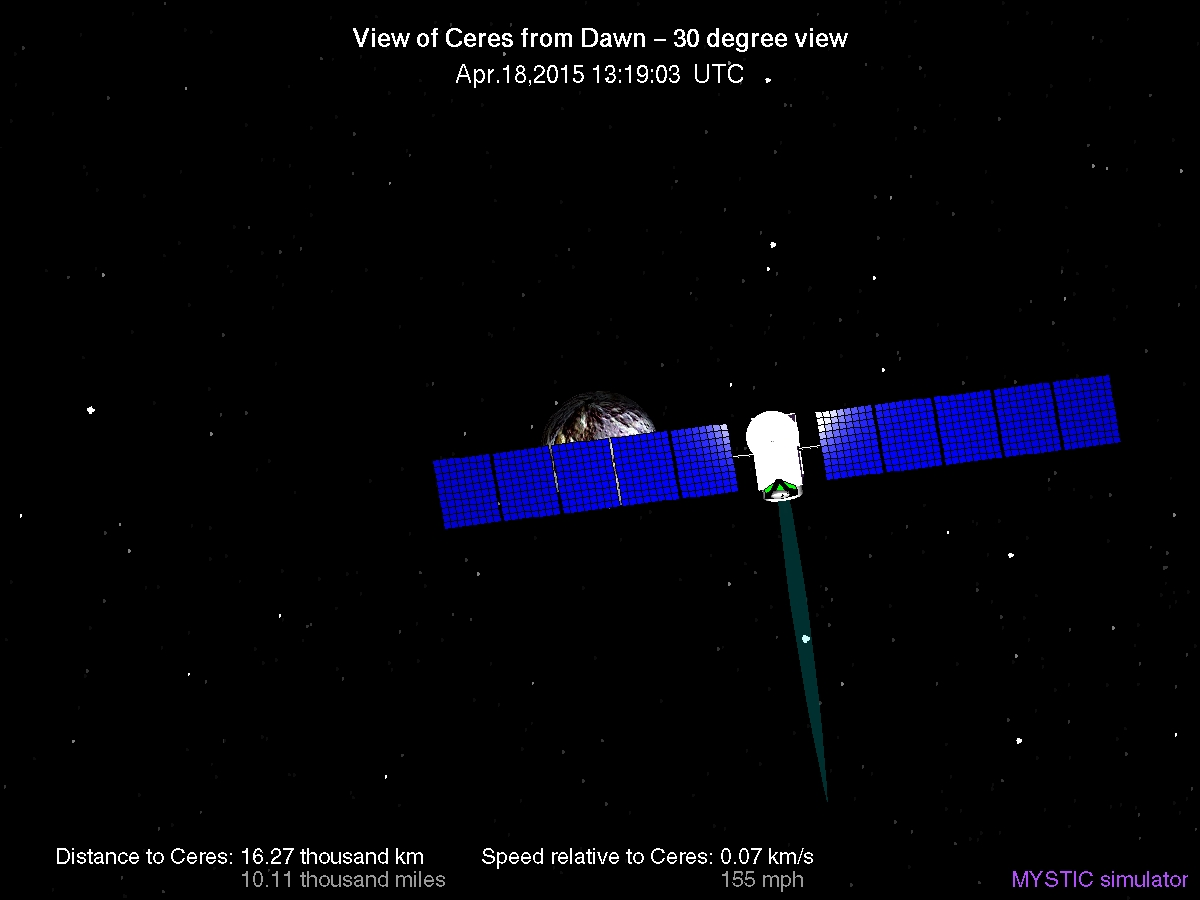 View of Ceres from Dawn – 30 degree view
Apr.18,2015 13:19:03 UTC
Distance to Ceres: 16.27 thousand km
10.11 thousand miles
Speed relative to Ceres: 0.07 km/s
155 mph
MYSTIC simulator